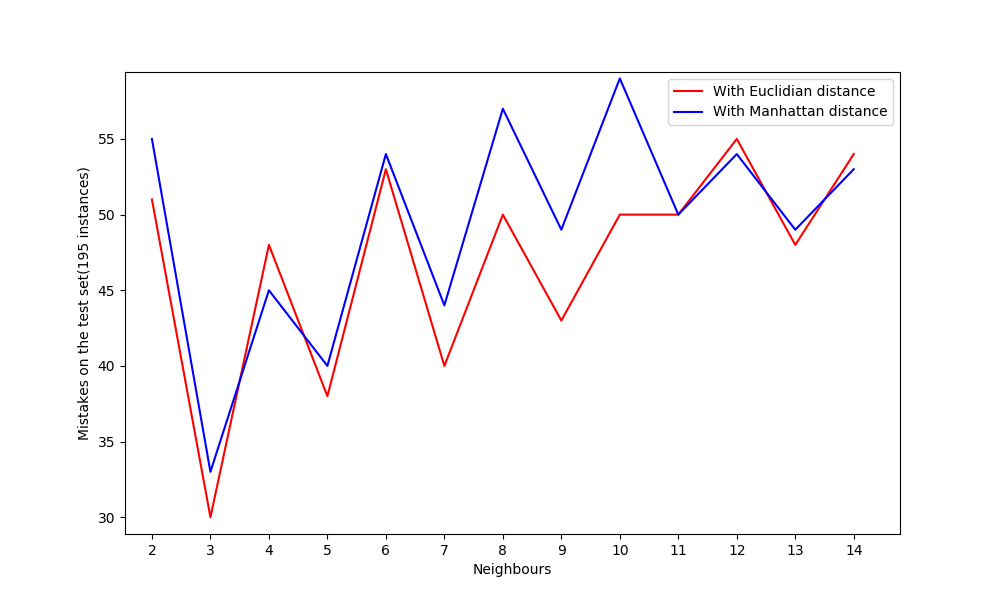 With Euclidian distance
With Manhattan distance
55
50
45
40
35
30
Mistakes on the test set(195 instances)
2 3 4 5 6 7 8 9 10 11 12 13 14
Neighbours